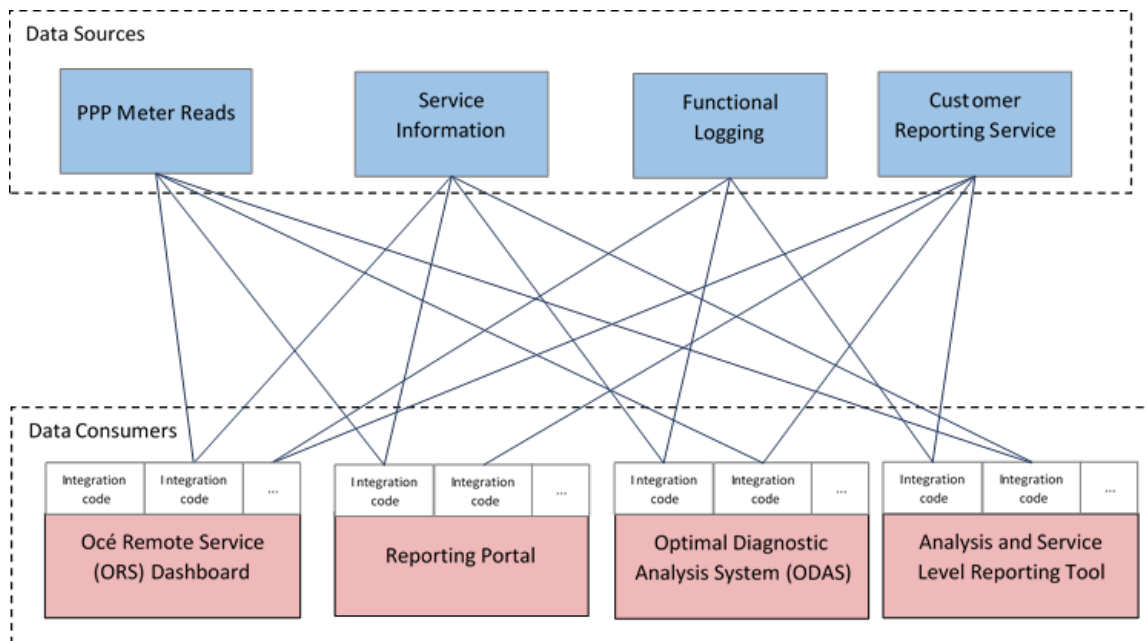 Data Sources
PPP Meter Reads
Service
Information
Functional
Logging
Customer
Reporting Service
Data Consumers
Integration
code
Integration
code
...
Integration
code
Integration
code
...
Integration
code
Integration
code
...
Integration
code
Integration
code
...
Océ Remote Service
(ORS) Dashboard
Reporting Portal
Optimal Diagnostic
Analysis System (ODAS)
Analysis and Service
Level Reporting Tool